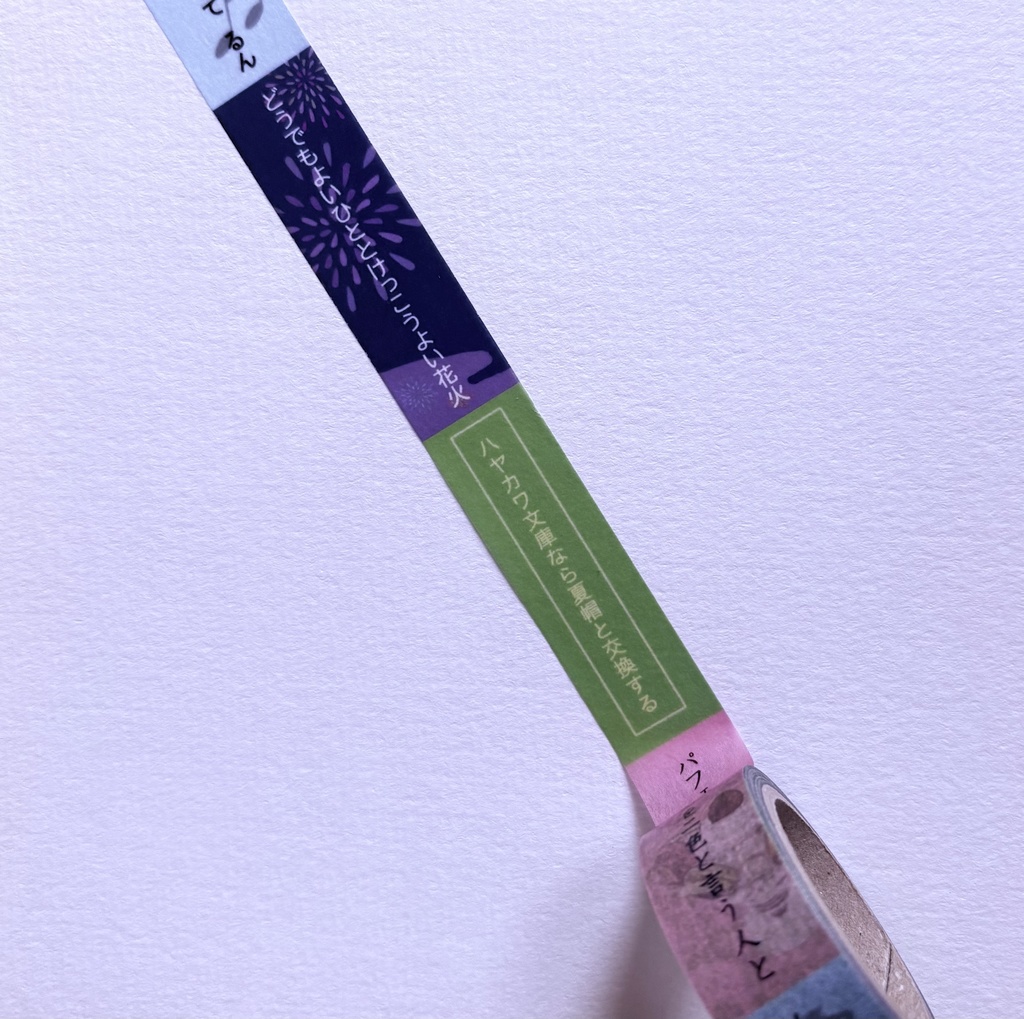 てるん
どうでもよいひととけっこうよい花火
ハヤカワ文庫なら夏帽と交換する
パフ
色と言う人と